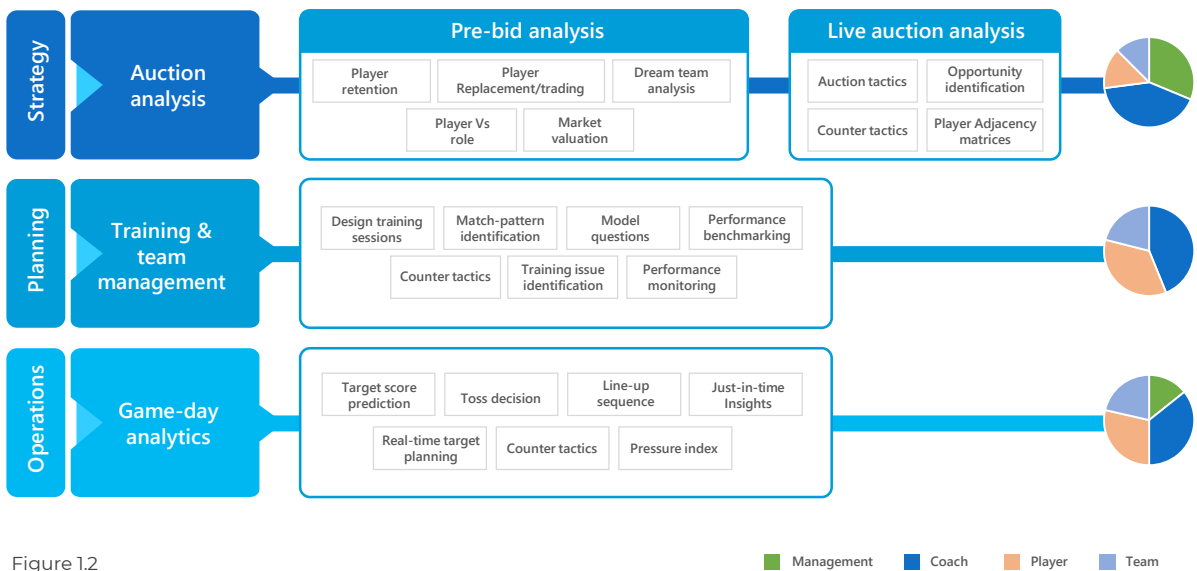 Strategy
Auction
analysis
Pre-bid analysis
Player
retention
Player
Replacement/trading
Dream team
analysis
Player Vs
role
Market
valuation
Live auction analysis
Auction tactics
Opportunity
identification
Counter tactics
Player Adjacency
matrices
Planning
Training &
team
management
Design training
sessions
Match-pattern
identification
Model
questions
Performance
benchmarking
Counter tactics
Training issue
identification
Performance
monitoring
Operations
Game-day
analytics
Target score
prediction
Toss decision
Line-up
sequence
Just-in-time
Insights
Real-time target
planning
Counter tactics
Pressure index
Figure 1.2
Management
Coach
Player
Team